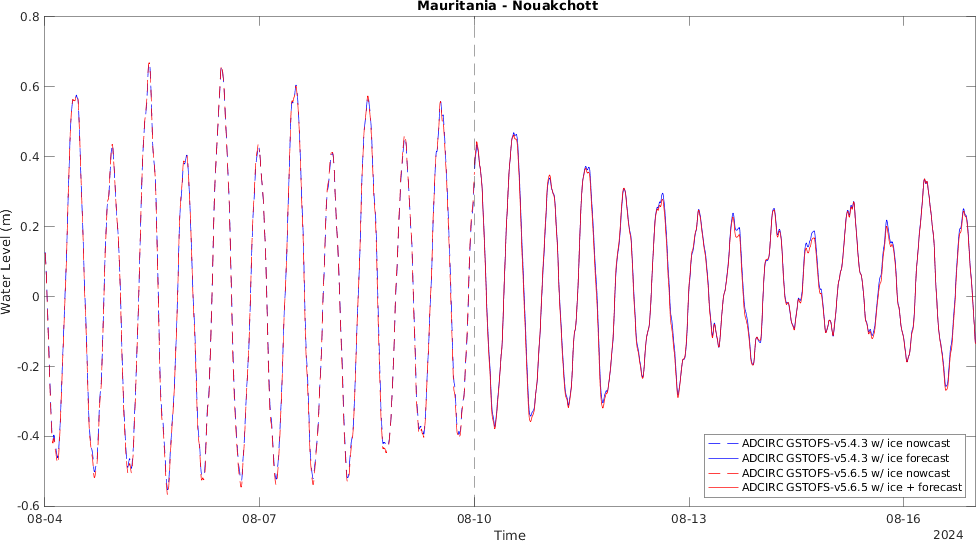 Mauritania - Nouakchott
0.8
0.6
0.4
0.2
0
-0.2
-0.4
-0.6
Water Level (m)
ADCIRC GSTOFS-v5.4.3 w/ ice nowcast
ADCIRC GSTOFS-v5.4.3 w/ ice forecast
ADCIRC GSTOFS-v5.6.5 w/ ice nowcast
ADCIRC GSTOFS-v5.6.5 w/ ice + forecast
08-04 08-07 08-10 08-13 08-16
Time
2024